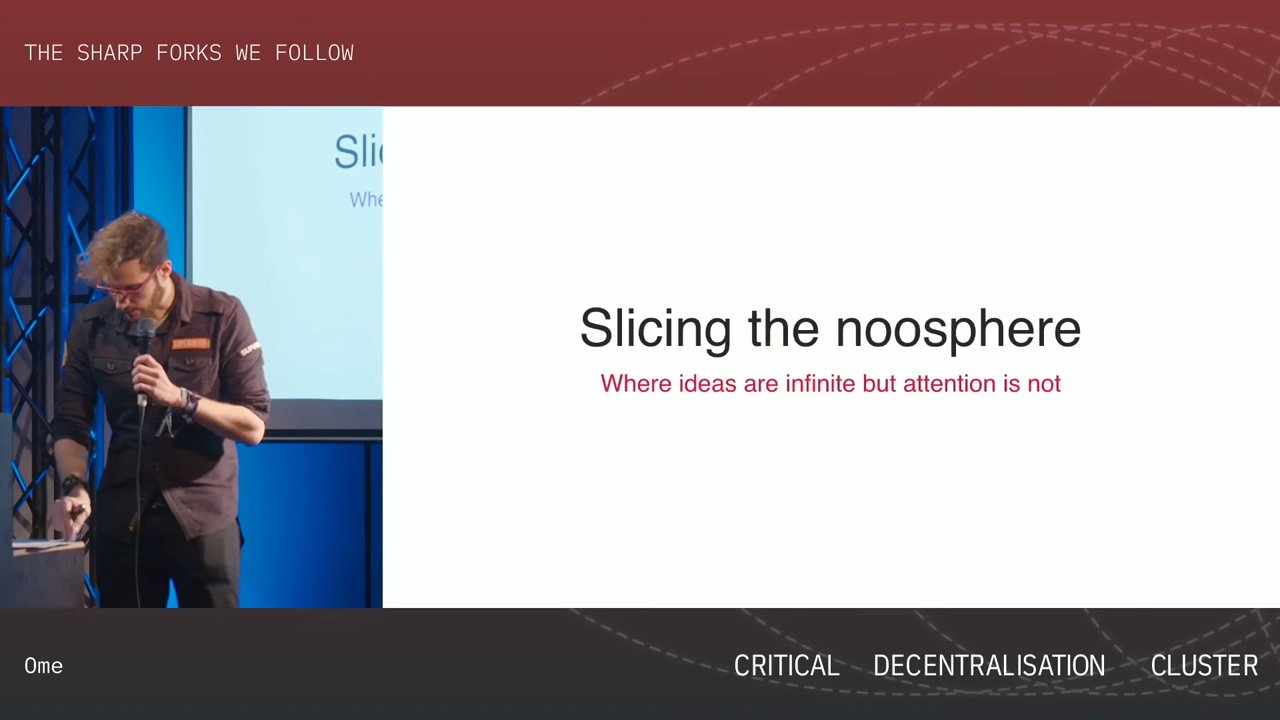 THE SHARP FORKS WE FOLLOW
Slic
Whe
Slicing the noosphere
Where ideas are infinite but attention is not
Ome
CRITICAL DECENTRALISATION CLUSTER